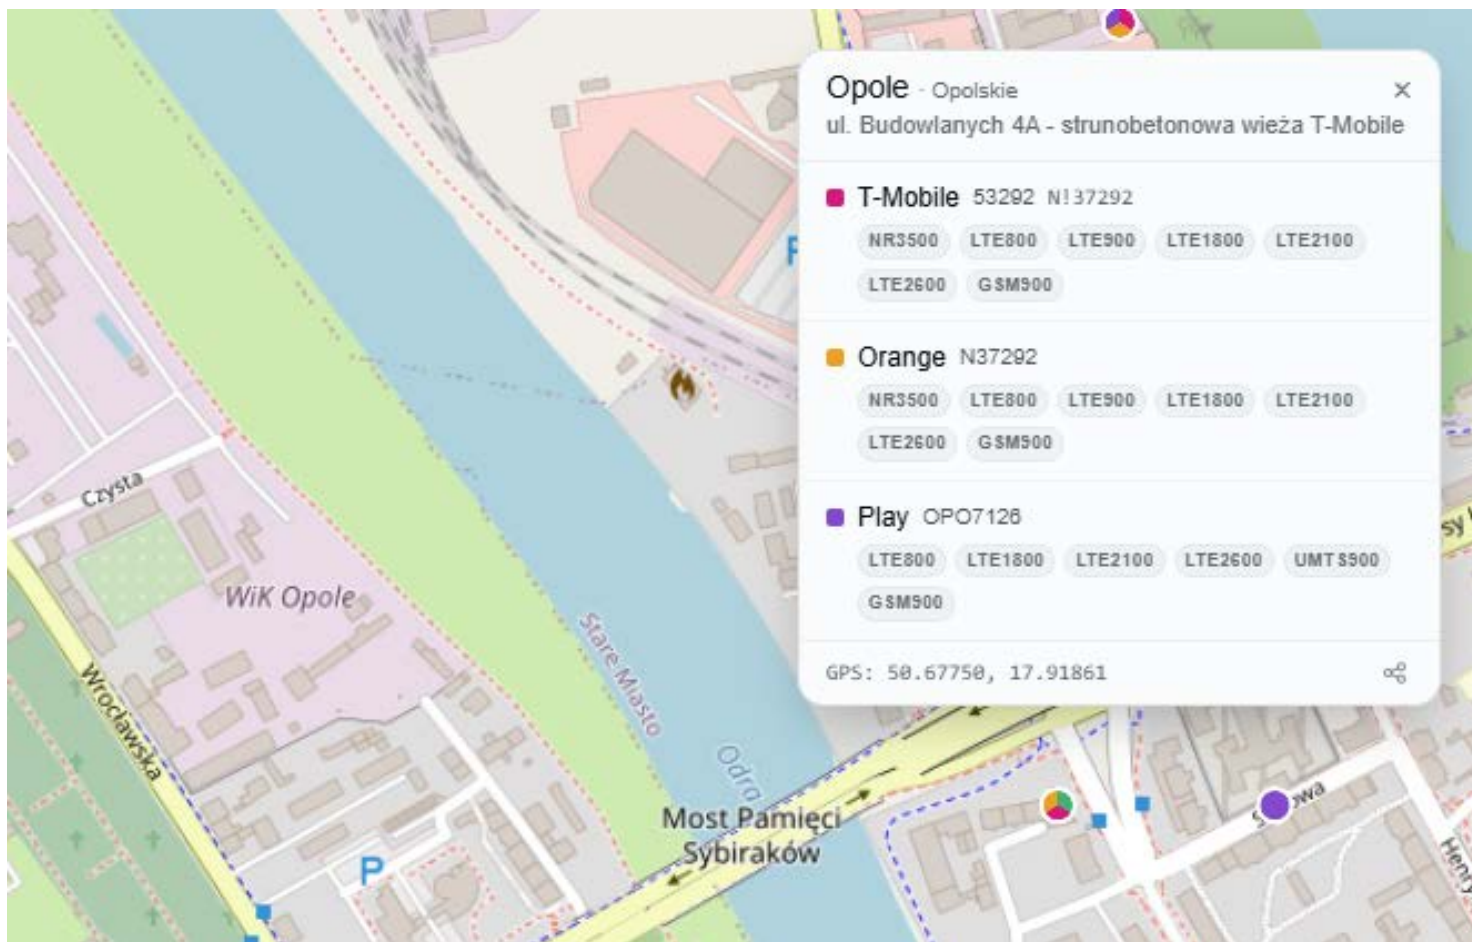 Opole · Opolskie
ul. Budowlanych 4A - strunobetonowa wieża T-Mobile
T-Mobile 53292 N!37292
NR3500 LTE800 LTE900 LTE1800 LTE2100
LTE2600 GSM900
Orange N37292
NR3500 LTE800 LTE900 LTE1800 LTE2100
LTE2600 GSM900
Play OPO7126
LTE800 LTE1800 LTE2100 LTE2600 UMTS900
GSM900
GPS: 50.67750, 17.91861
Czysta
WiK Opole
Wrocławska
Stare Miasto
Odra
Most Pamięci
Sybiraków
P